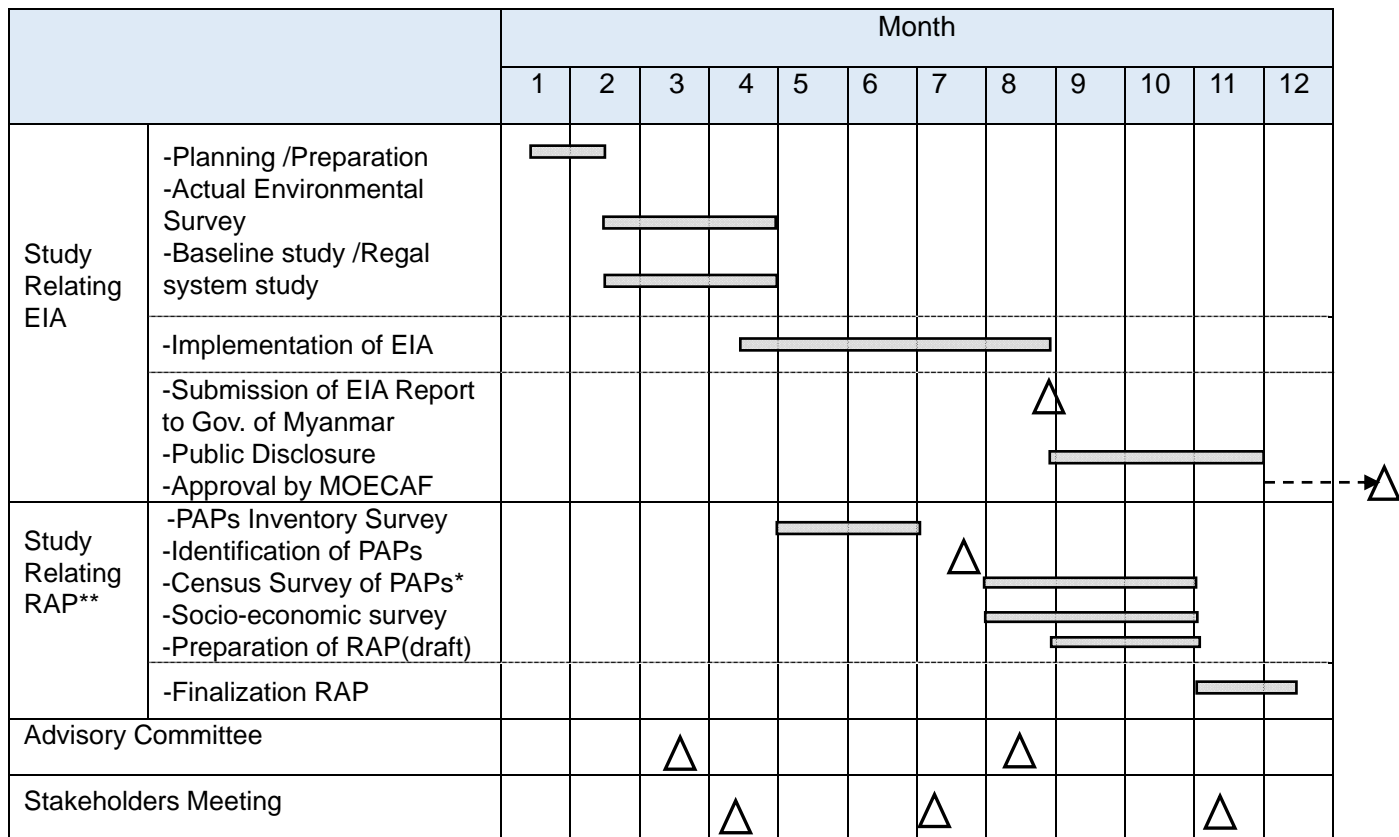 Month
1 2 3 4 5 6 7 8 9 10 11 12
Study
Relating
EIA
-Planning /Preparation
-Actual Environmental
Survey
-Baseline study /Regal
system study
-Implementation of EIA
-Submission of EIA Report
to Gov. of Myanmar
-Public Disclosure
-Approval by MOECAF
Study
Relating
RAP**
-PAPs Inventory Survey
-Identification of PAPs
-Census Survey of PAPs*
-Socio-economic survey
-Preparation of RAP(draft)
-Finalization RAP
Advisory Committee
Stakeholders Meeting